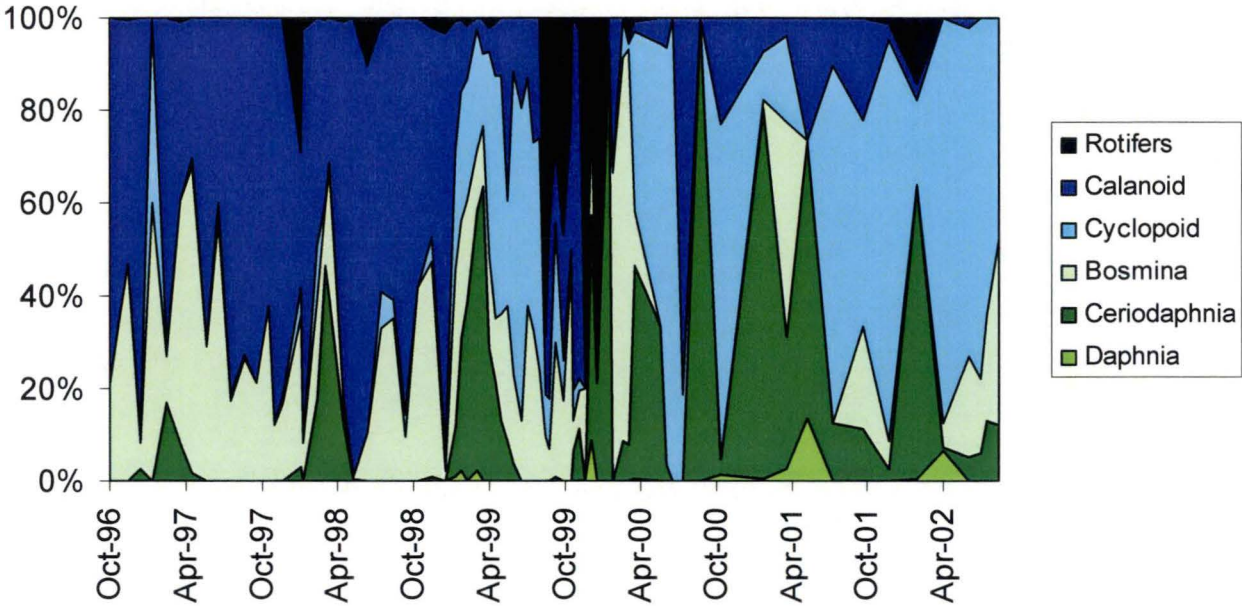 100%
80%
60%
40%
20%
0%
Oct-96
Apr-97
Oct-97
Apr-98
Oct-98
Apr-99
Oct-99
Apr-00
Oct-00
Apr-01
Oct-01
Apr-02
Rotifers
Calanoid
Cyclopoid
Bosmina
Ceriodaphnia
Daphnia